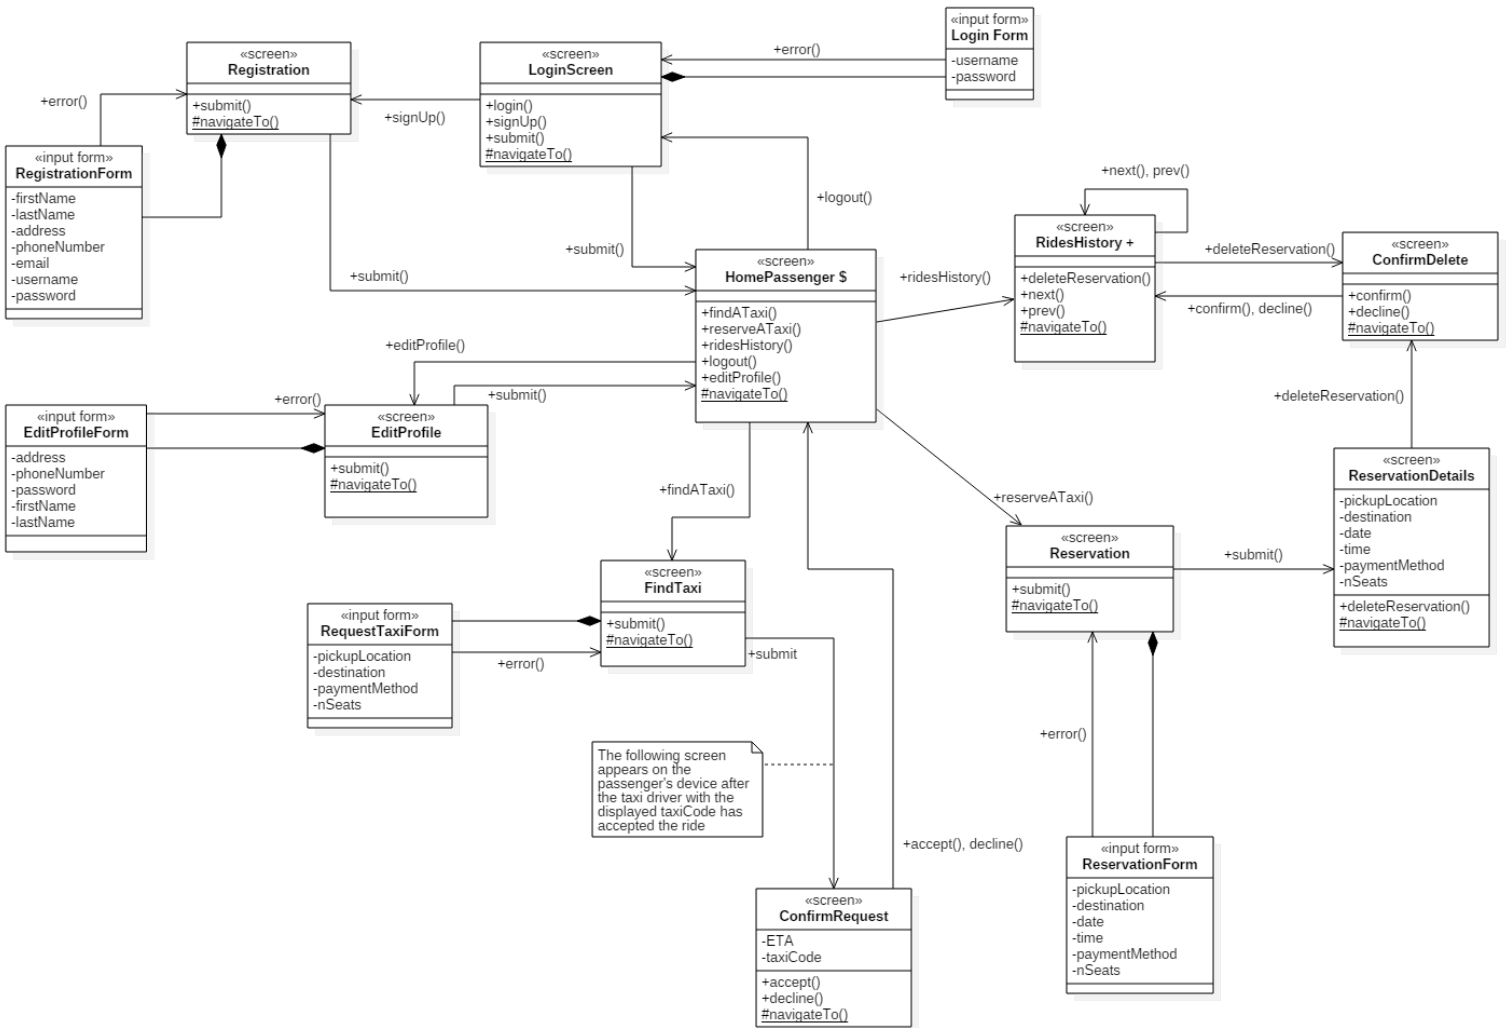 «input form»
Login Form
-username
-password
+error()
«screen»
Registration
+submit()
#navigateTo()
«screen»
LoginScreen
+login()
+signUp()
+submit()
#navigateTo()
+signUp()
+error()
«input form»
RegistrationForm
-firstName
-lastName
-address
-phoneNumber
-email
-username
-password
+logout()
+submit()
+submit()
«screen»
HomePassenger $
+findATaxi()
+reserveATaxi()
+ridesHistory()
+logout()
+editProfile()
#navigateTo()
+next(), prev()
«screen»
RidesHistory +
+deleteReservation()
+next()
+prev()
#navigateTo()
+ridesHistory()
+deleteReservation()
+confirm(), decline()
«screen»
ConfirmDelete
+confirm()
+decline()
#navigateTo()
+editProfile()
+submit()
+error()
«input form»
EditProfileForm
-address
-phoneNumber
-password
-firstName
-lastName
«screen»
EditProfile
+submit()
#navigateTo()
+deleteReservation()
«screen»
ReservationDetails
-pickupLocation
-destination
-date
-time
-paymentMethod
-nSeats
+deleteReservation()
#navigateTo()
+findATaxi()
+reserveATaxi()
«screen»
Reservation
+submit()
#navigateTo()
+submit()
«screen»
FindTaxi
+submit()
#navigateTo()
«input form»
RequestTaxiForm
-pickupLocation
-destination
-paymentMethod
-nSeats
+error()
+submit
The following screen
appears on the
passenger's device after
the taxi driver with the
displayed taxiCode has
accepted the ride
+error()
+accept(), decline()
«input form»
ReservationForm
-pickupLocation
-destination
-date
-time
-paymentMethod
-nSeats
«screen»
ConfirmRequest
-ETA
-taxiCode
+accept()
+decline()
#navigateTo()